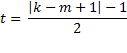 t = (|k − m + 1| − 1) / 2